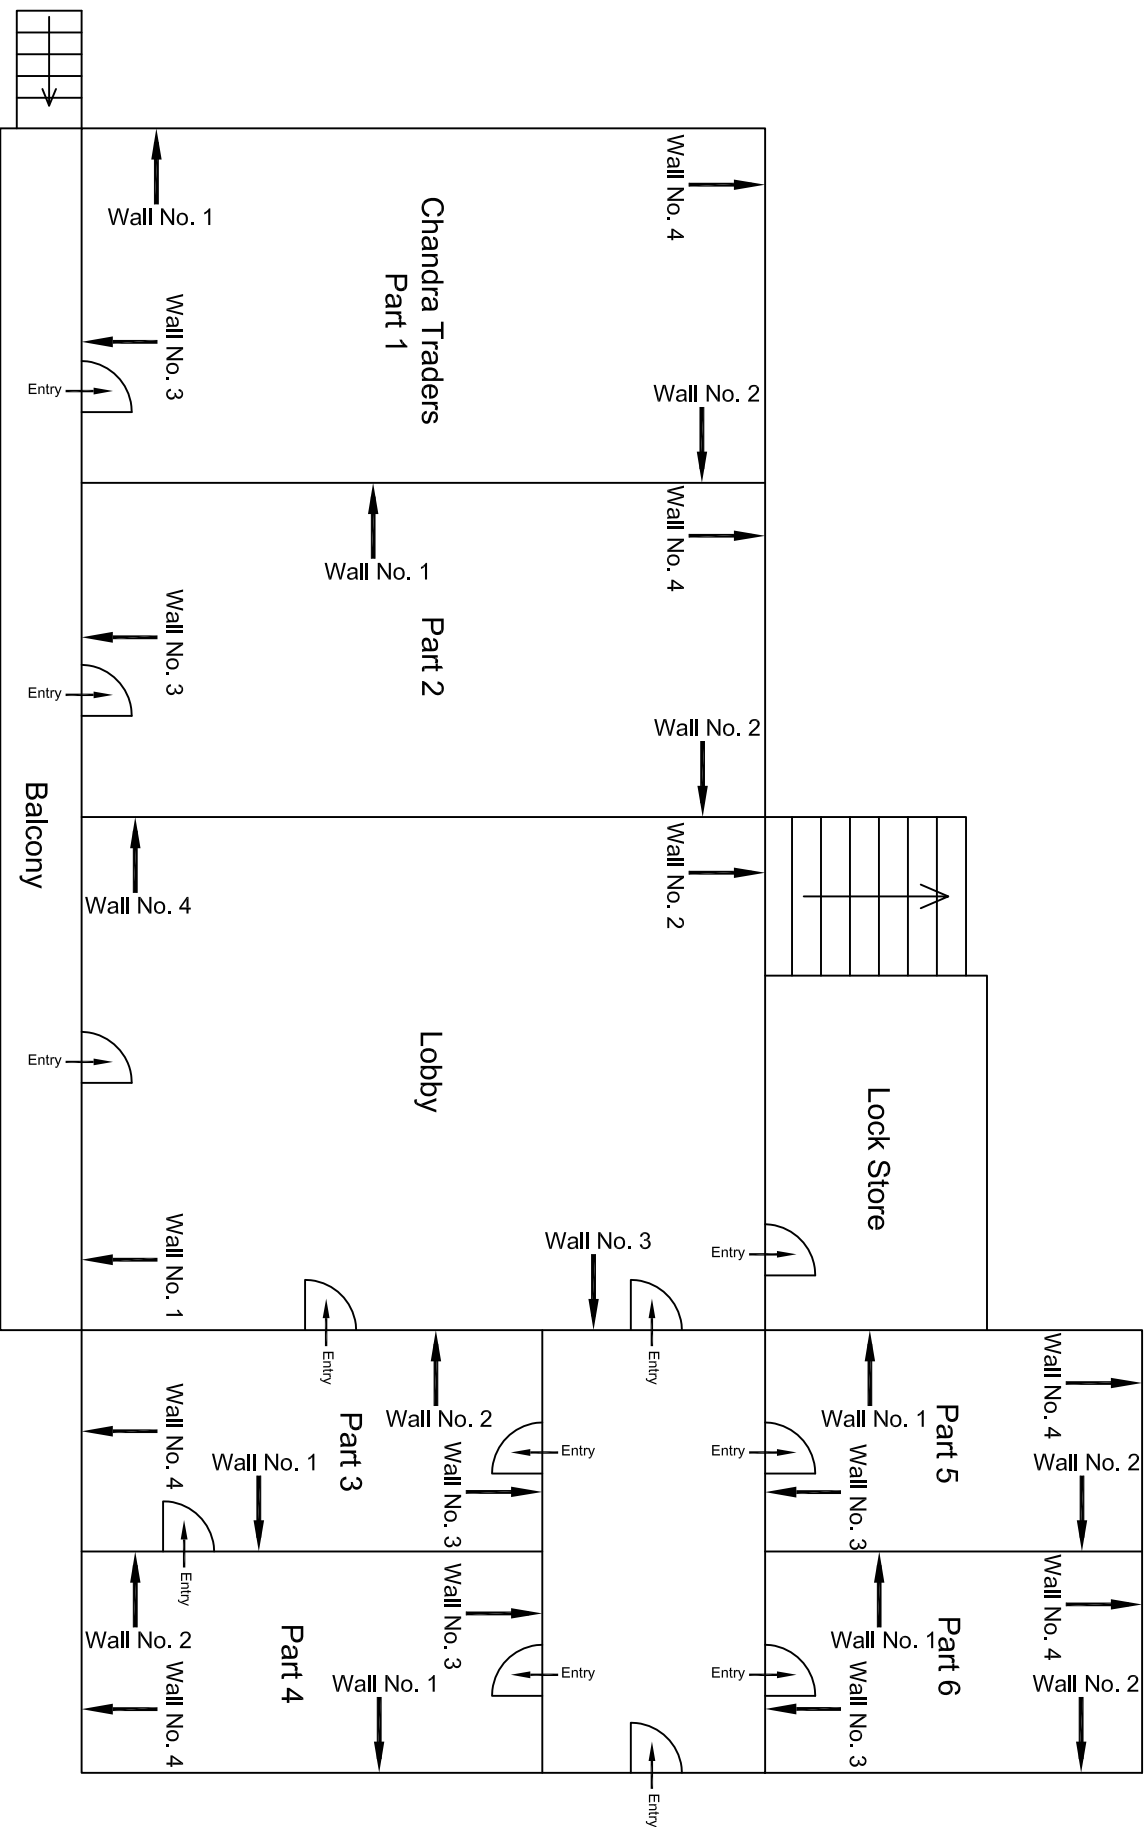 Wall No. 4
Wall No. 1
Chandra Traders
Part 1
Wall No. 3
Entry
Wall No. 2
Wall No. 4
Wall No. 1
Part 2
Wall No. 3
Entry
Wall No. 2
Balcony
Wall No. 2
Wall No. 4
Lobby
Entry
Lock Store
Wall No. 1
Wall No. 3
Entry
Entry
Entry
Wall No. 4
Wall No. 1
Part 5
Wall No. 2
Wall No. 3
Entry
Wall No. 2
Part 3
Wall No. 4
Wall No. 1
Wall No. 3
Entry
Entry
Wall No. 4
Wall No. 1
Part 6
Wall No. 2
Wall No. 3
Entry
Wall No. 3
Part 4
Wall No. 2
Wall No. 1
Wall No. 4
Entry
Entry